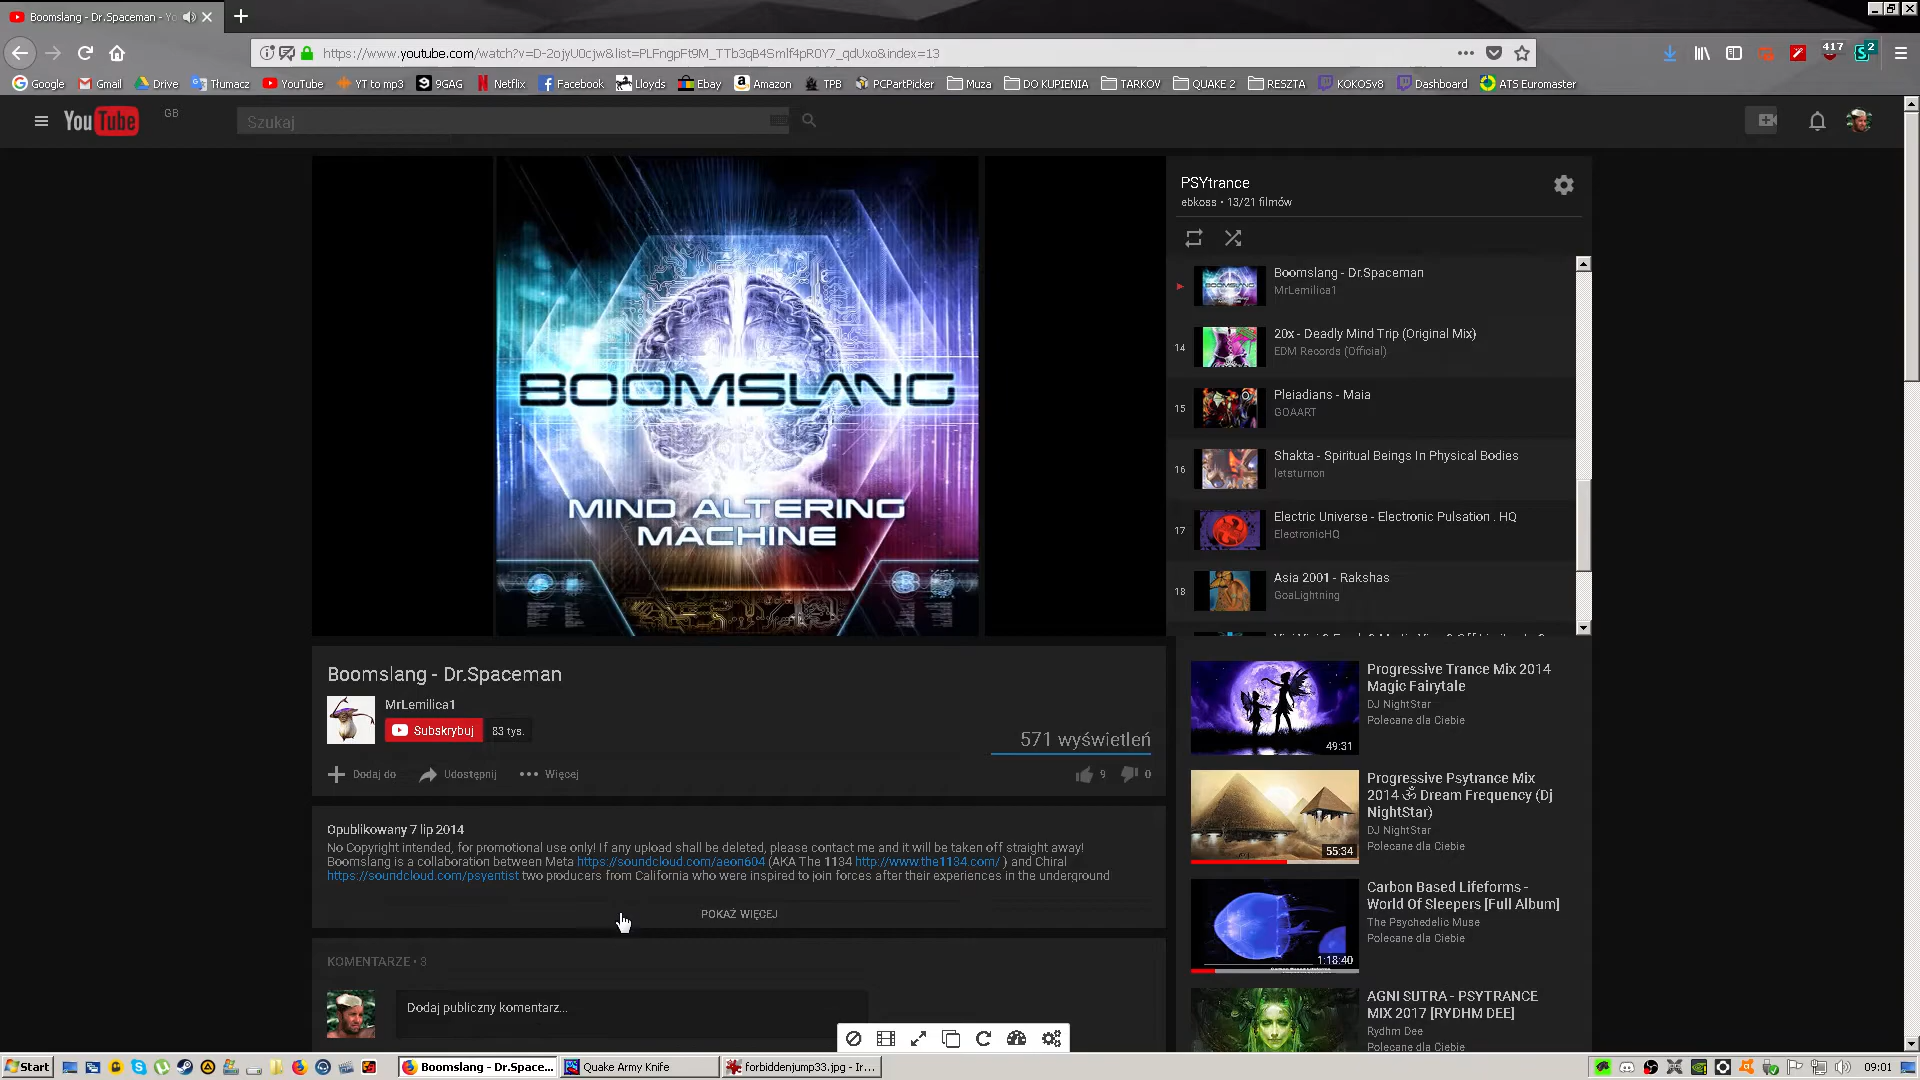 Boomslang - Dr.Spaceman - Yo
https://www.youtube.com/watch?v=D-2ojyU0cjw&list=PLFngpFt9M_TTb3qB4SmIf4pR0Y7_qdUxo&index=13
417
2
Google Gmail Drive Tłumacz YouTube YT to mp3 9GAG Netflix Facebook Lloyds Ebay Amazon TPB PCPartPicker Muza DO KUPIENIA TARKOV QUAKE 2 RESZTA KOKOSv8 Dashboard ATS Euromaster
YouTube GB
Szukaj
BOOMSLANG
MIND ALTERING
MACHINE
PSYtrance
ebkoss • 13/21 filmów
Boomslang - Dr.Spaceman
MrLemilica1
14
20x - Deadly Mind Trip (Original Mix)
EDM Records (Official)
15
Pleiadians - Maia
GOAART
16
Shakta - Spiritual Beings In Physical Bodies
letsturnon
17
Electric Universe - Electronic Pulsation . HQ
ElectronicHQ
18
Asia 2001 - Rakshas
GoaLightning
Boomslang - Dr.Spaceman
MrLemilica1
Subskrybuj 83 tys.
571 wyświetleń
Dodaj do Udostępnij Więcej
9 0
Opublikowany 7 lip 2014
No Copyright intended, for promotional use only! If any upload shall be deleted, please contact me and it will be taken off straight away!
Boomslang is a collaboration between Meta https://soundcloud.com/aeon604 (AKA The 1134 http://www.the1134.com/ ) and Chiral
https://soundcloud.com/psyentist two producers from California who were inspired to join forces after their experiences in the underground
POKAŻ WIĘCEJ
KOMENTARZE • 3
Dodaj publiczny komentarz...
Progressive Trance Mix 2014
Magic Fairytale
DJ NightStar
Polecane dla Ciebie
49:31
Progressive Psytrance Mix
2014 ॐ Dream Frequency (Dj
NightStar)
DJ NightStar
Polecane dla Ciebie
55:34
Carbon Based Lifeforms -
World Of Sleepers [Full Album]
The Psychedelic Muse
Polecane dla Ciebie
1:18:40
AGNI SUTRA - PSYTRANCE
MIX 2017 [RYDHM DEE]
Rydhm Dee
Start
Boomslang - Dr.Space...
Quake Army Knife
forbiddenjump33.jpg - Ir...
09:01